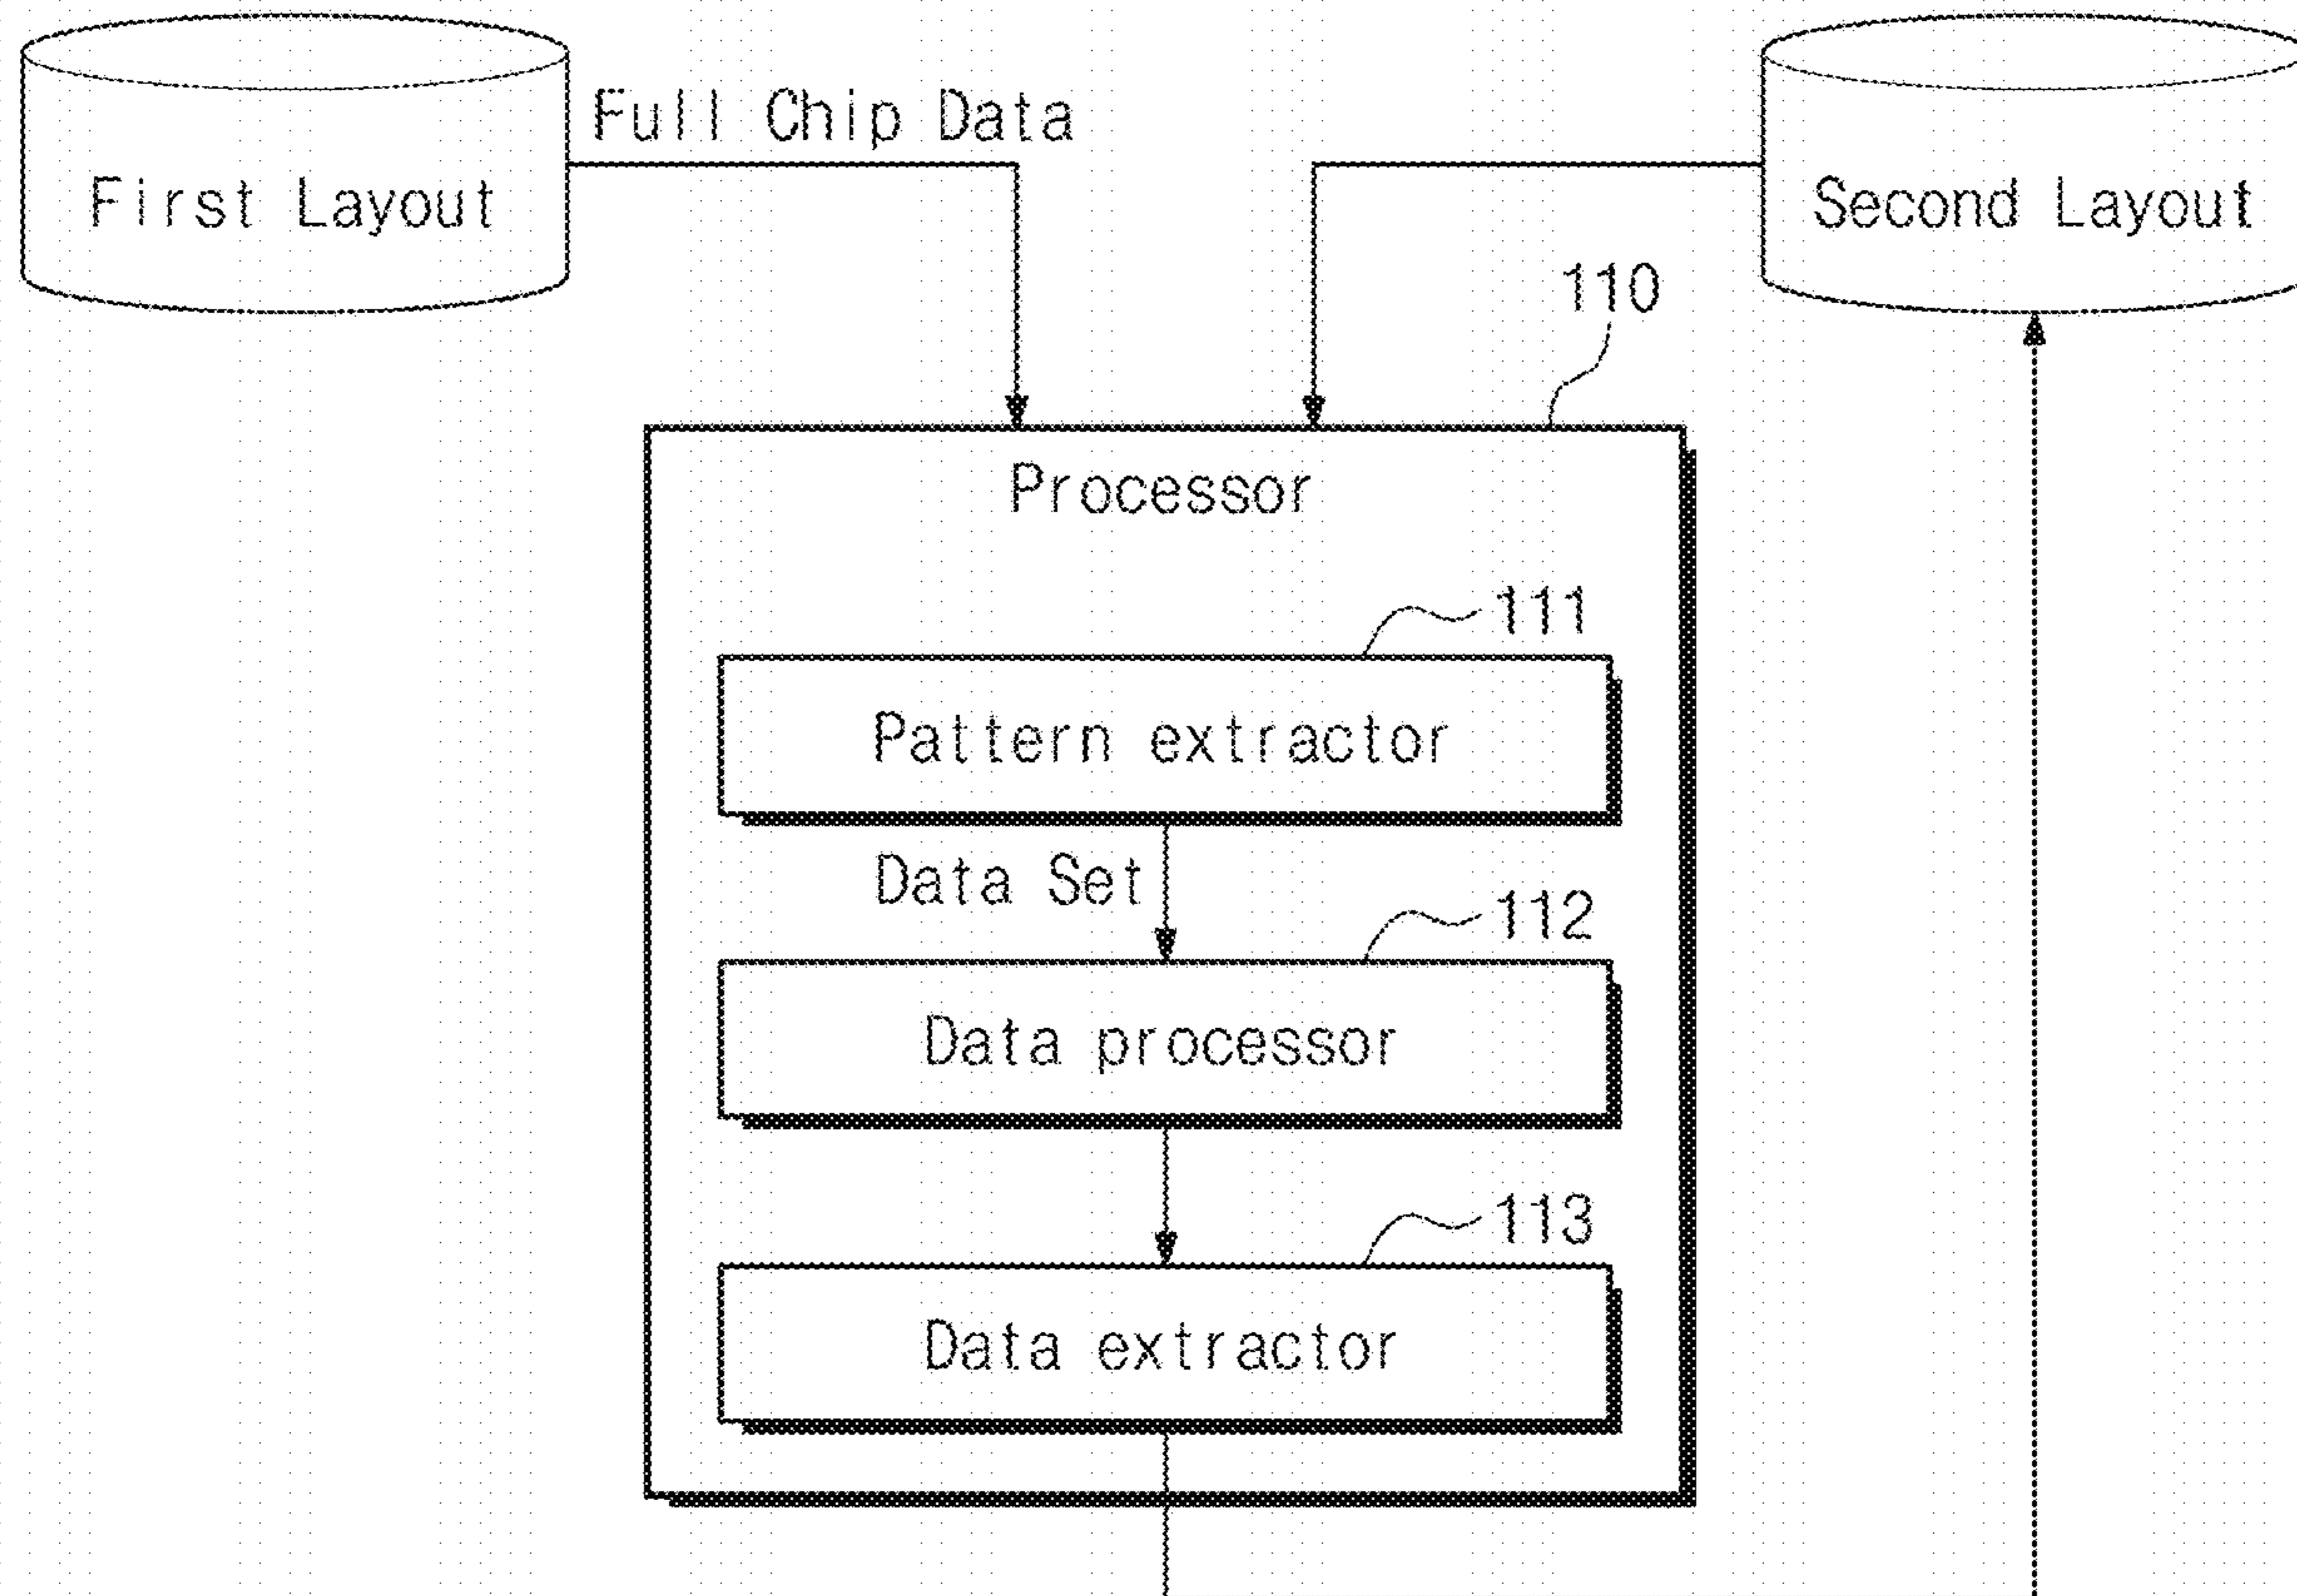 Full Chip Data
First Layout
Second Layout
110
Processor
111
Pattern extractor
Data Set
112
Data processor
113
Data extractor